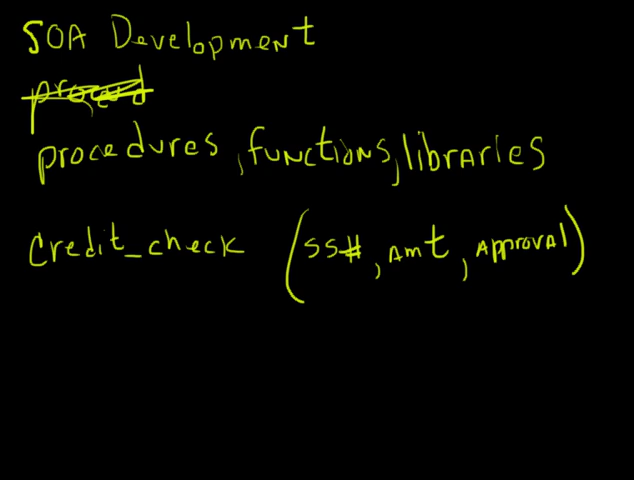 SOA Development
procedures, functions, libraries
credit_check (SS#, Amt, Approval)